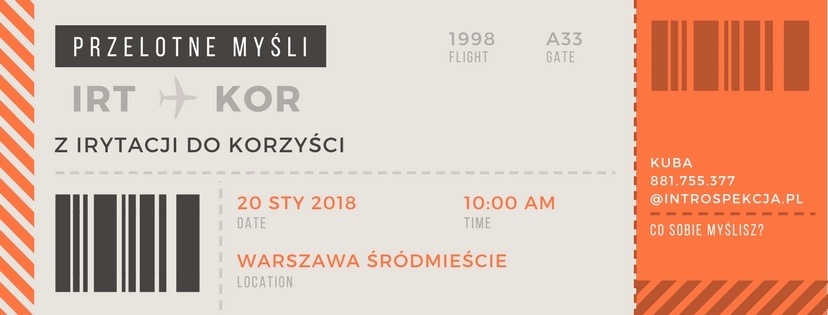 PRZELOTNE MYŚLI
1998
FLIGHT
A33
GATE
IRT KOR
Z IRYTACJI DO KORZYŚCI
20 STY 2018
DATE
10:00 AM
TIME
WARSZAWA ŚRÓDMIEŚCIE
LOCATION
KUBA
881.755.377
@INTROSPEKCJA.PL
CO SOBIE MYŚLISZ?